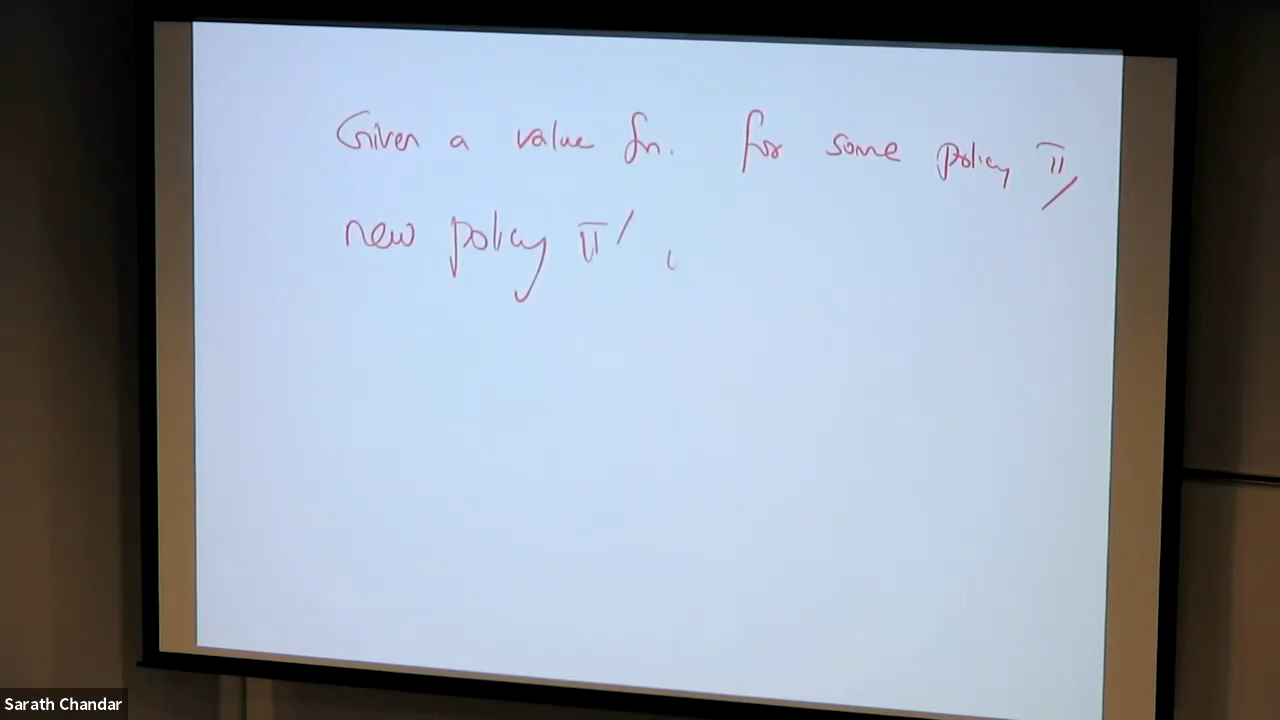 Given a value fn. for some policy π,
new policy π'
Sarath Chandar